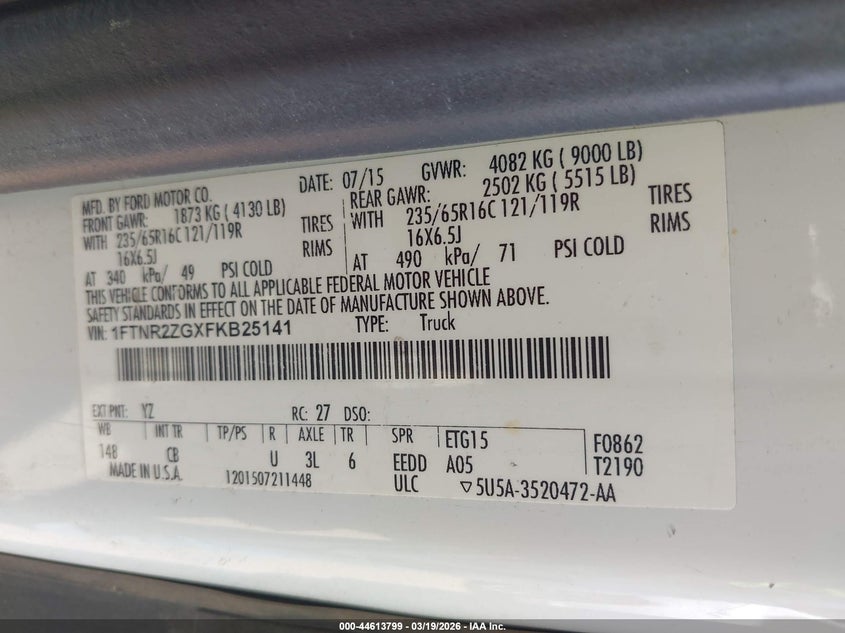 MFD. BY FORD MOTOR CO.
DATE: 07/15 GVWR: 4082 KG ( 9000 LB)
FRONT GAWR: 1873 KG ( 4130 LB)
WITH 235/65R16C 121/119R TIRES
16X6.5J RIMS
AT 340 kPa/ 49 PSI COLD
REAR GAWR: 2502 KG ( 5515 LB)
WITH 235/65R16C 121/119R TIRES
16X6.5J RIMS
AT 490 kPa/ 71 PSI COLD
THIS VEHICLE CONFORMS TO ALL APPLICABLE FEDERAL MOTOR VEHICLE
SAFETY STANDARDS IN EFFECT ON THE DATE OF MANUFACTURE SHOWN ABOVE.
VIN: 1FTNR2ZGXFKB25141 TYPE: Truck
EXT PNT: YZ RC: 27 DSO:
WB INT TR TP/PS R AXLE TR SPR ETG15 F0862
148 CB U 3L 6 EEDD A05 T2190
MADE IN U.S.A. 1201507211448 ULC ▽5U5A-3520472-AA
000-44613799 - 03/19/2026 - IAA Inc.